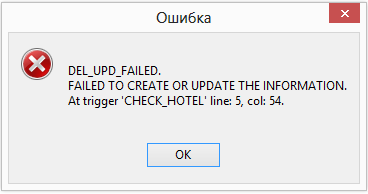 Ошибка
DEL_UPD_FAILED.
FAILED TO CREATE OR UPDATE THE INFORMATION.
At trigger 'CHECK_HOTEL' line: 5, col: 54.
OK